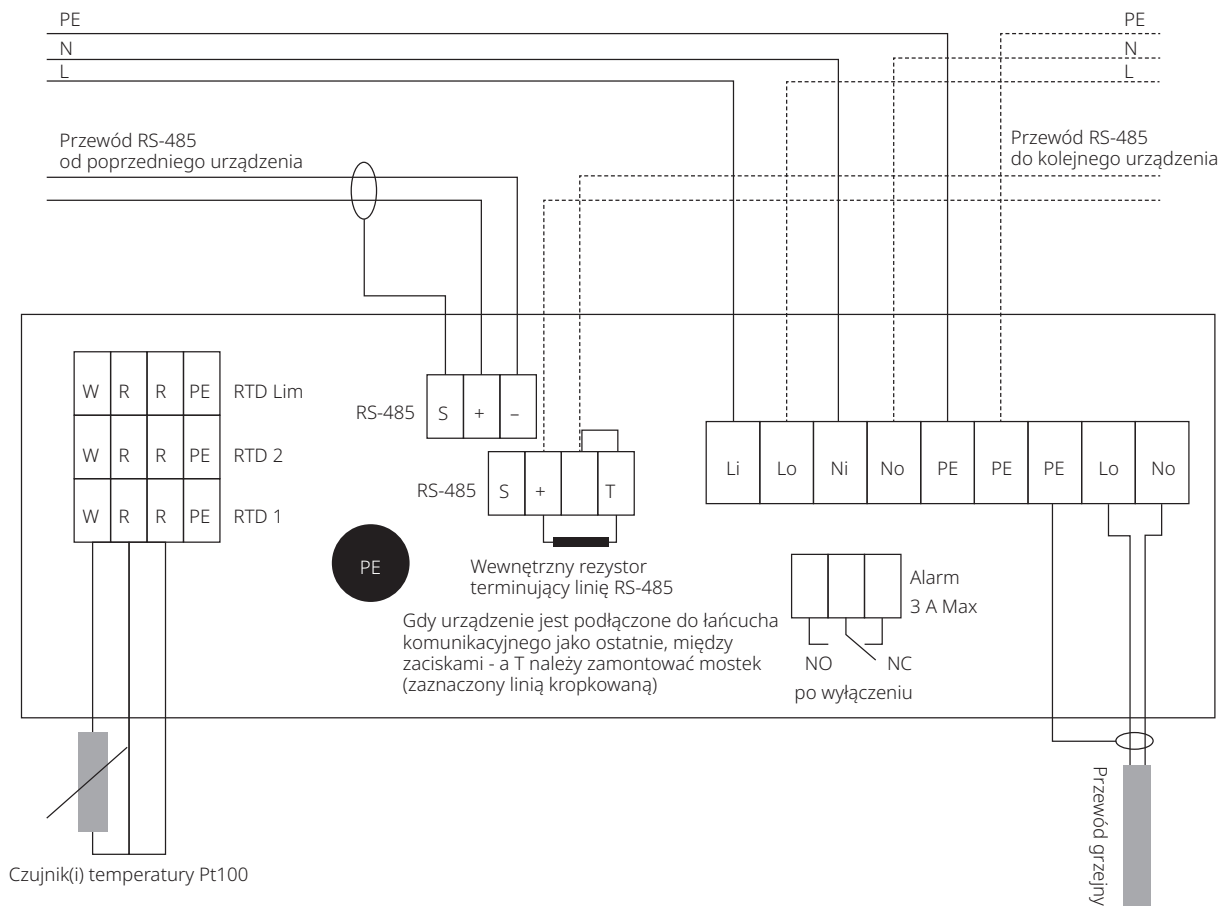 PE
N
L
PE
N
L
Przewód RS-485
od poprzedniego urządzenia
Przewód RS-485
do kolejnego urządzenia
W R R PE RTD Lim
W R R PE RTD 2
W R R PE RTD 1
RS-485 S + –
RS-485 S + T
Li Lo Ni No PE PE PE Lo No
PE
Wewnętrzny rezystor
terminujący linię RS-485
Gdy urządzenie jest podłączone do łańcucha
komunikacyjnego jako ostatnie, między
zaciskami - a T należy zamontować mostek
(zaznaczony linią kropkowaną)
Alarm
3 A Max
NO NC
po wyłączeniu
Czujnik(i) temperatury Pt100
Przewód grzejny